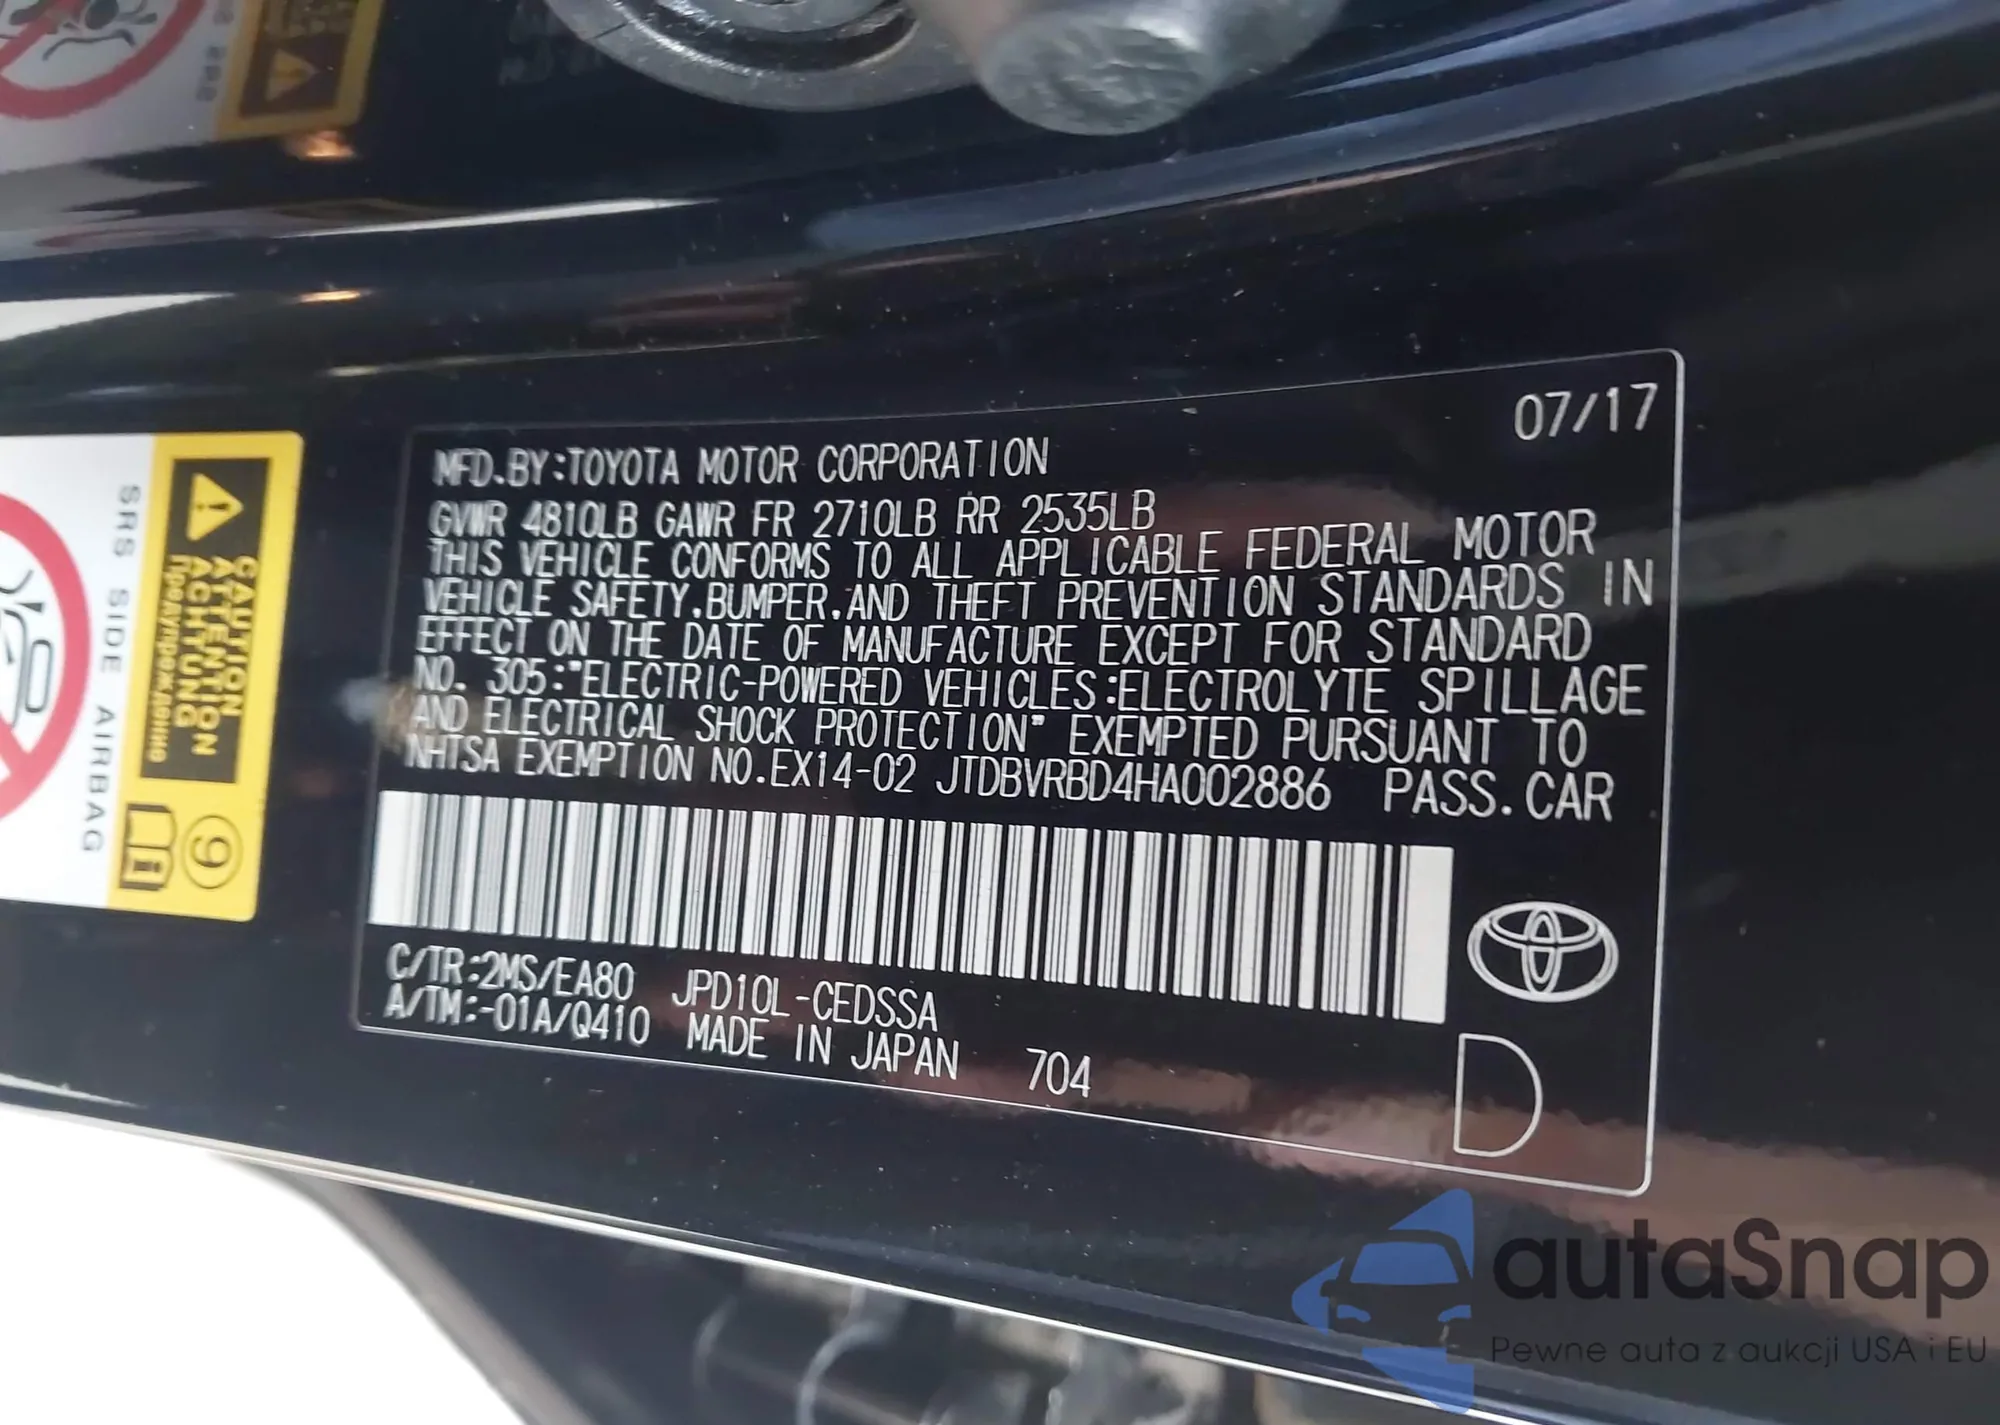 07/17
MFD.BY:TOYOTA MOTOR CORPORATION
GVWR 4810LB GAWR FR 2710LB RR 2535LB
THIS VEHICLE CONFORMS TO ALL APPLICABLE FEDERAL MOTOR
VEHICLE SAFETY,BUMPER,AND THEFT PREVENTION STANDARDS IN
EFFECT ON THE DATE OF MANUFACTURE EXCEPT FOR STANDARD
NO. 305:"ELECTRIC-POWERED VEHICLES:ELECTROLYTE SPILLAGE
AND ELECTRICAL SHOCK PROTECTION" EXEMPTED PURSUANT TO
NHTSA EXEMPTION NO.EX14-02 JTDBVRBD4HA002886 PASS.CAR
C/TR:2MS/EA80 JPD10L-CEDSSA
A/TM:-01A/Q410 MADE IN JAPAN 704
D
CAUTION
ATTENTION
ACHTUNG
Предупреждение
9
SRS SIDE AIRBAG
autaSnap
Pewne auta z aukcji USA i EU